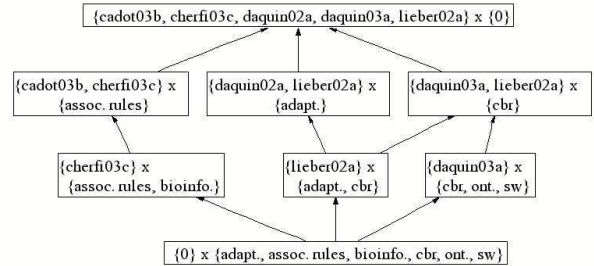 {cadot03b, cherfi03c, daquin02a, daquin03a, lieber02a} x {0}
{cadot03b, cherfi03c} x
{assoc. rules}
{daquin02a, lieber02a} x
{adapt.}
{daquin03a, lieber02a} x
{cbr}
{cherfi03c} x
{assoc. rules, bioinfo.}
{lieber02a} x
{adapt., cbr}
{daquin03a} x
{cbr, ont., sw}
{0} x {adapt., assoc. rules, bioinfo., cbr, ont., sw}